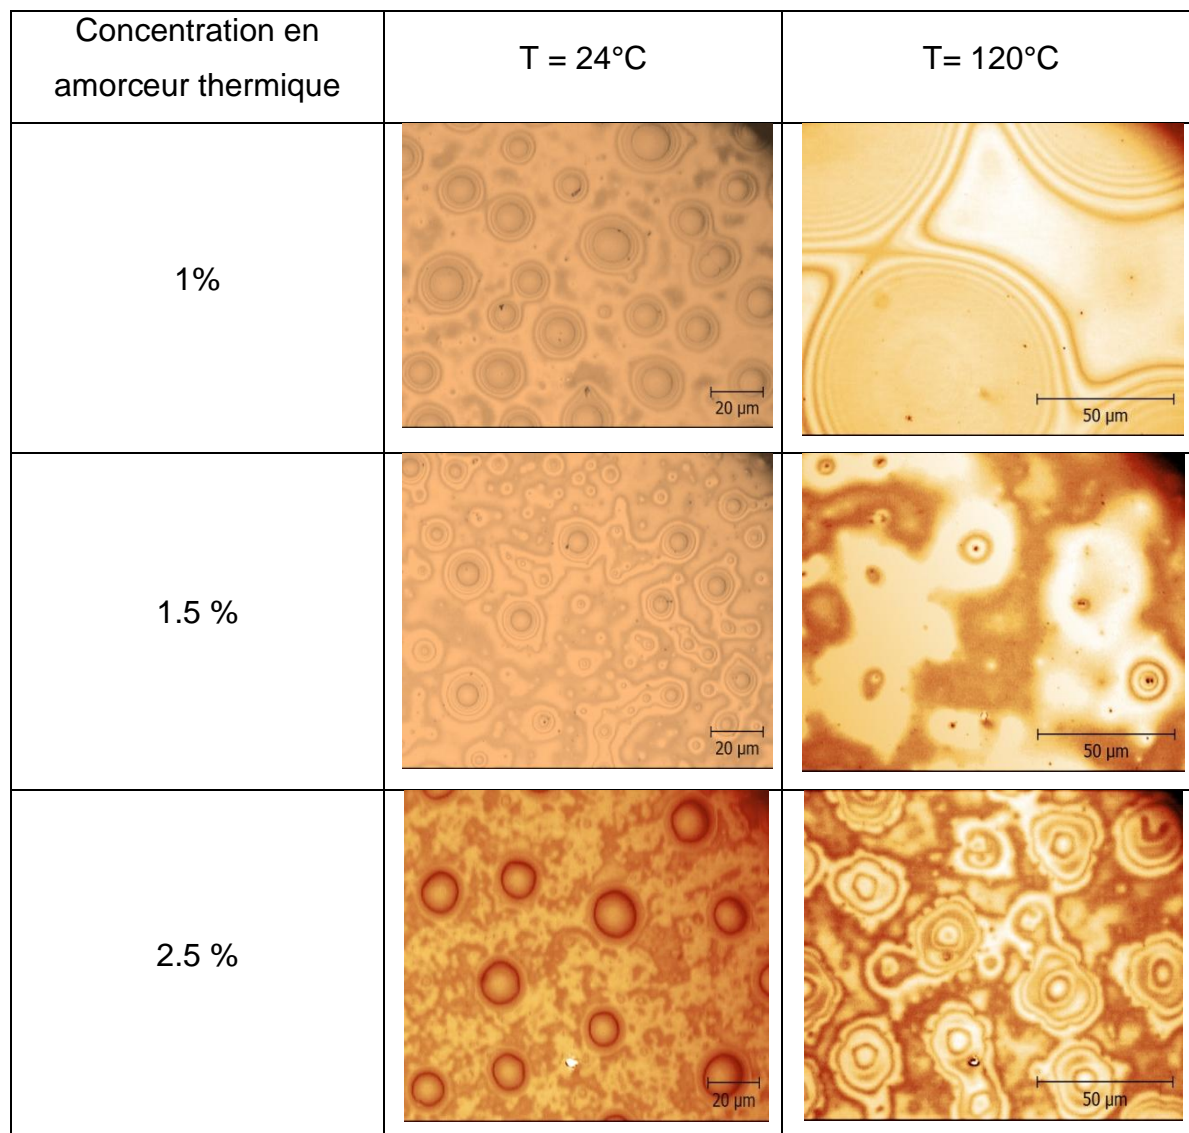 Concentration en
amorceur thermique
T = 24°C
T= 120°C
1%
20 µm
50 µm
1.5 %
20 µm
50 µm
2.5 %
20 µm
50 µm